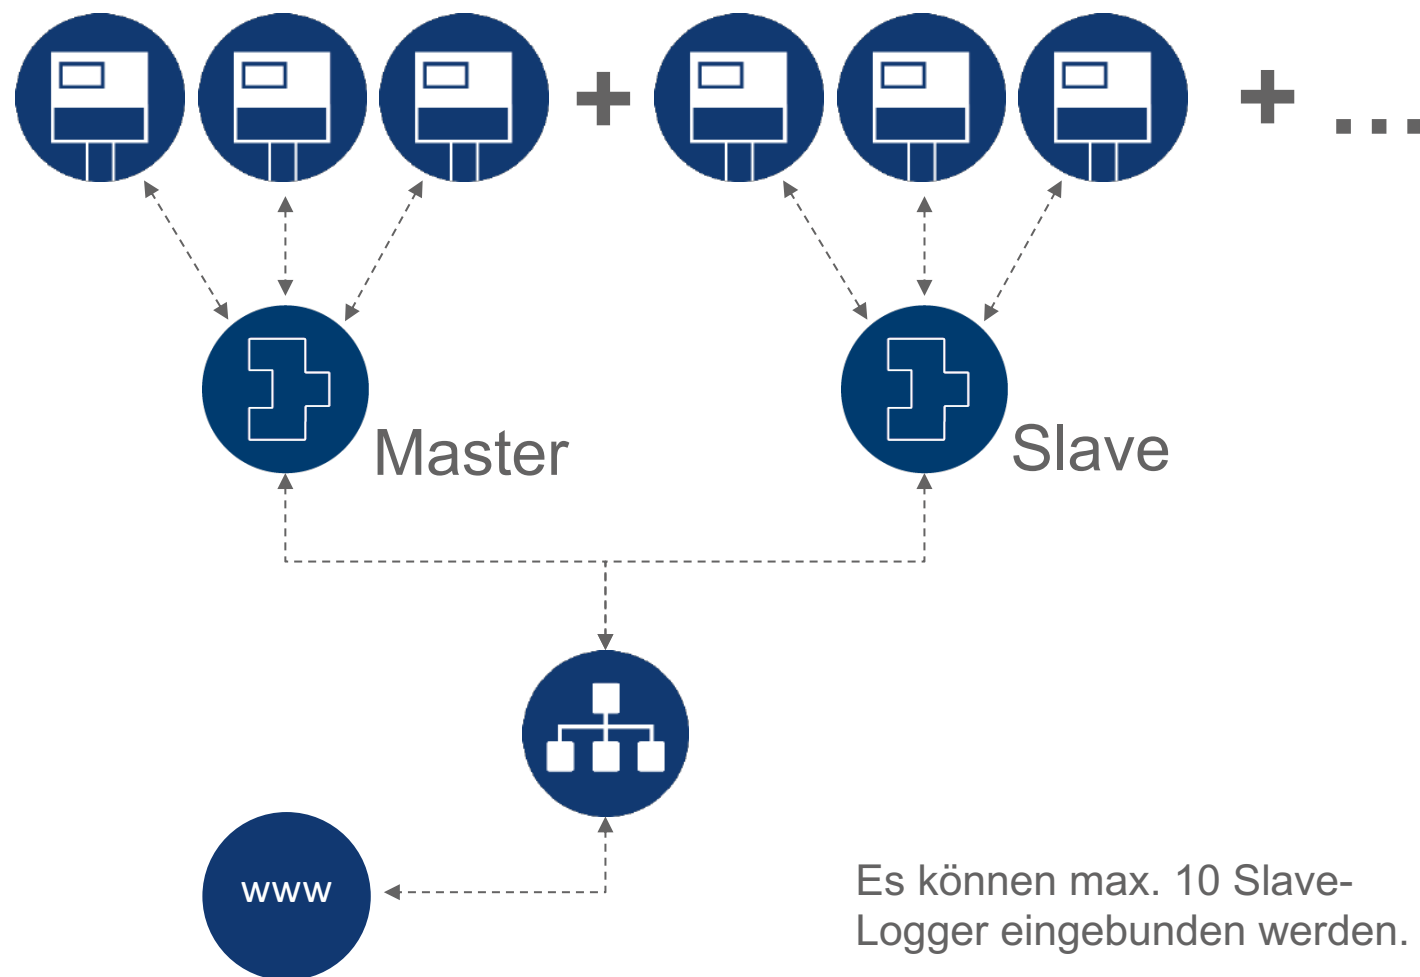 +
+ ...
Master
Slave
www
Es können max. 10 Slave-
Logger eingebunden werden.